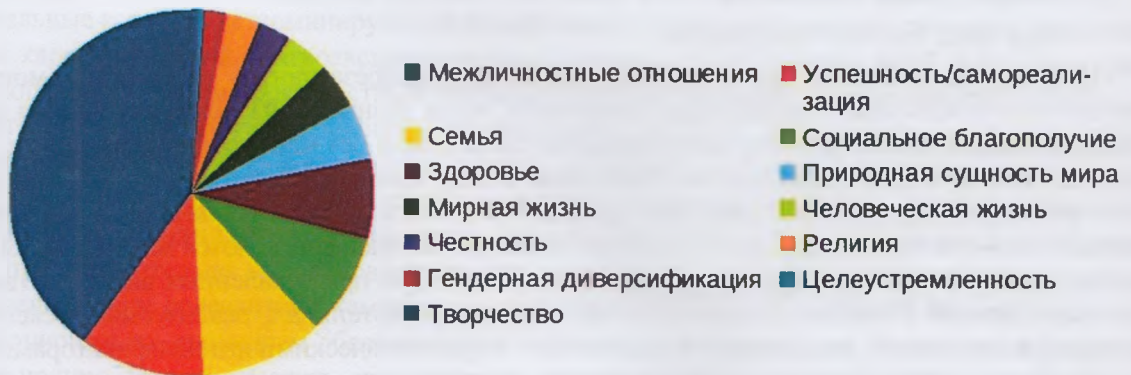 Межличностные отношения
Успешность/самореали-
зация
Семья
Социальное благополучие
Здоровье
Природная сущность мира
Мирная жизнь
Человеческая жизнь
Честность
Религия
Гендерная диверсификация
Целеустремленность
Творчество